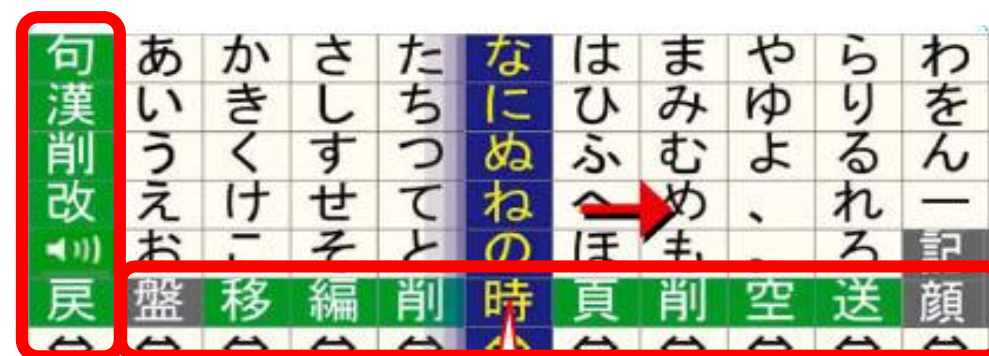 句 あ か さ た な は ま や ら わ
漢 い き し ち に ひ み ゆ り を
削 う く す つ ぬ ふ む よ る ん
改 え け せ て ね へ め 、 れ ー
お こ そ と の ほ も 。 ろ 記
戻 盤 移 編 削 時 頁 削 空 送 顔